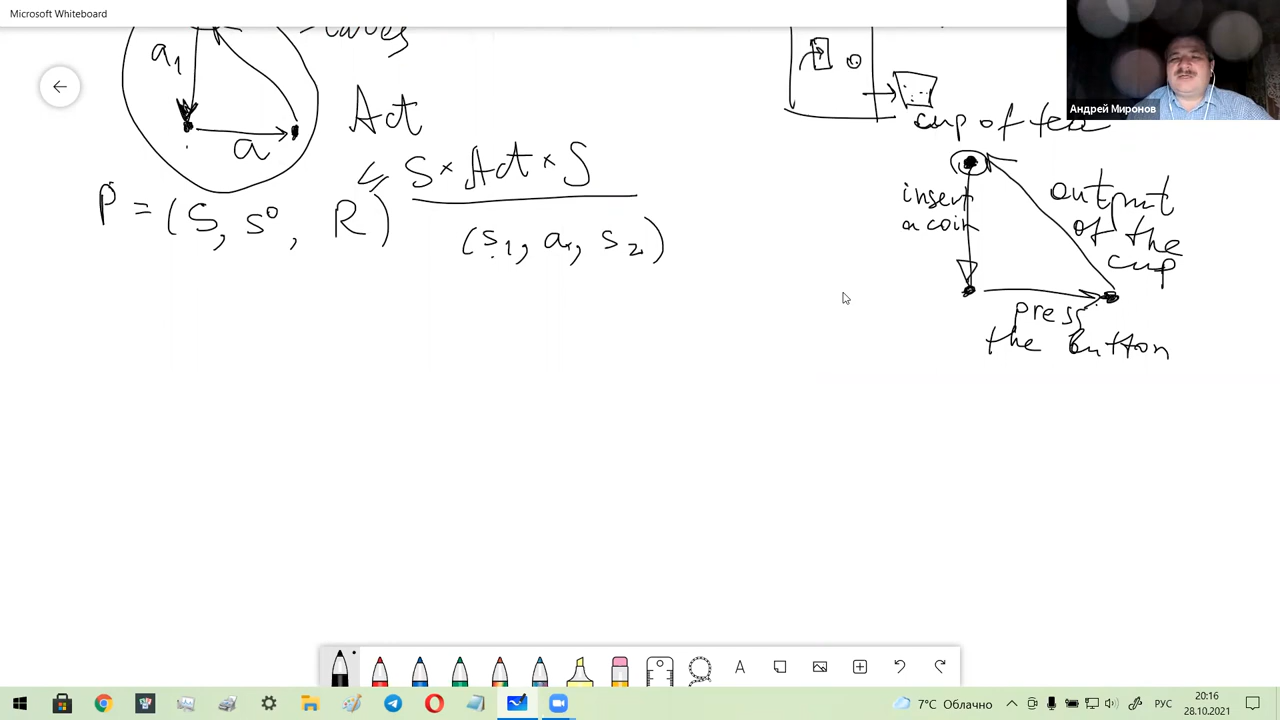 Microsoft Whiteboard
Андрей Миронов
a₁
a
Act
⊆ S × Act × S
P = (S, s⁰, R)
(s₁, a, s₂)
cup of tea
insert
a coin
output
of the
cup
press
the button
A
7°C Облачно
РУС
20:16
28.10.2021